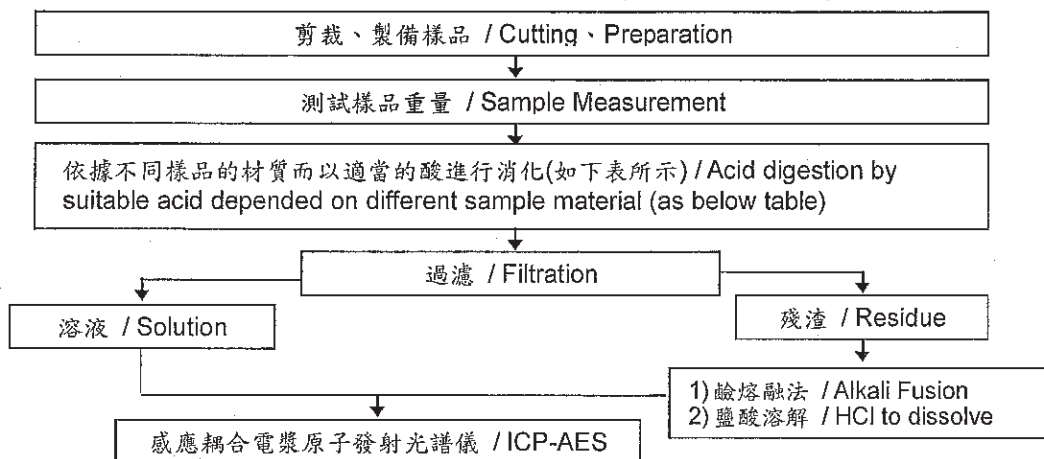 剪裁、製備樣品 / Cutting、Preparation
測試樣品重量 / Sample Measurement
依據不同樣品的材質而以適當的酸進行消化(如下表所示) / Acid digestion by
suitable acid depended on different sample material (as below table)
過濾 / Filtration
溶液 / Solution
殘渣 / Residue
1) 鹼熔融法 / Alkali Fusion
2) 鹽酸溶解 / HCl to dissolve
感應耦合電漿原子發射光譜儀 / ICP-AES